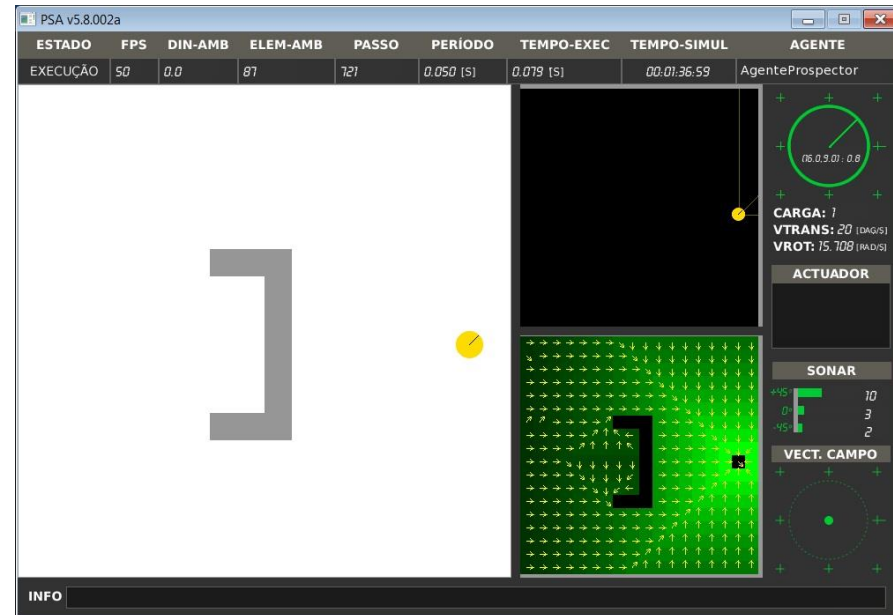 PSA v5.8.002a
ESTADO FPS DIN-AMB ELEM-AMB PASSO PERÍODO TEMPO-EXEC TEMPO-SIMUL AGENTE
EXECUÇÃO 50 0.0 87 721 0.050 [S] 0.079 [S] 00:01:36:59 AgenteProspector
(16.0,9.0) : 0.8
CARGA: 1
VTRANS: 20 [DAG/S]
VROT: 15.708 [RAD/S]
ACTUADOR
SONAR
+45° 10
0° 3
-45° 2
VECT. CAMPO
INFO